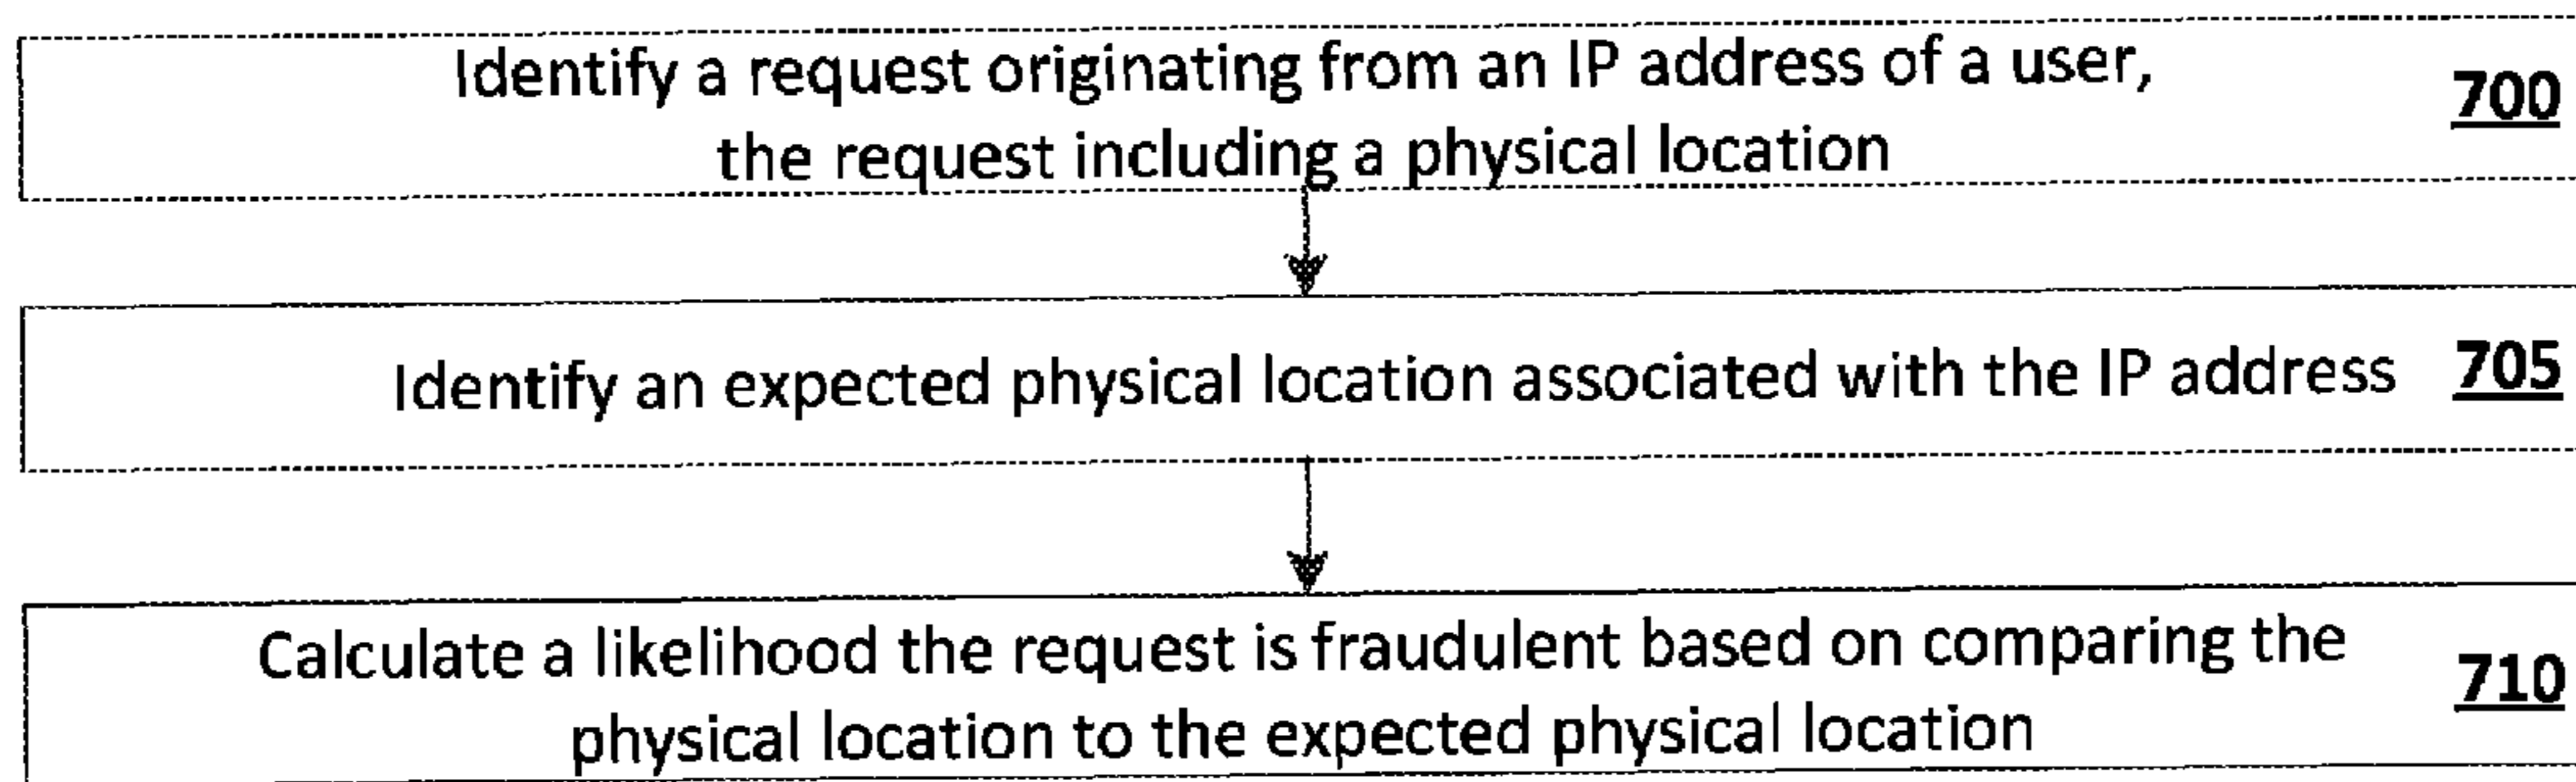 Identify a request originating from an IP address of a user,
the request including a physical location
700
Identify an expected physical location associated with the IP address 705
Calculate a likelihood the request is fraudulent based on comparing the
physical location to the expected physical location
710